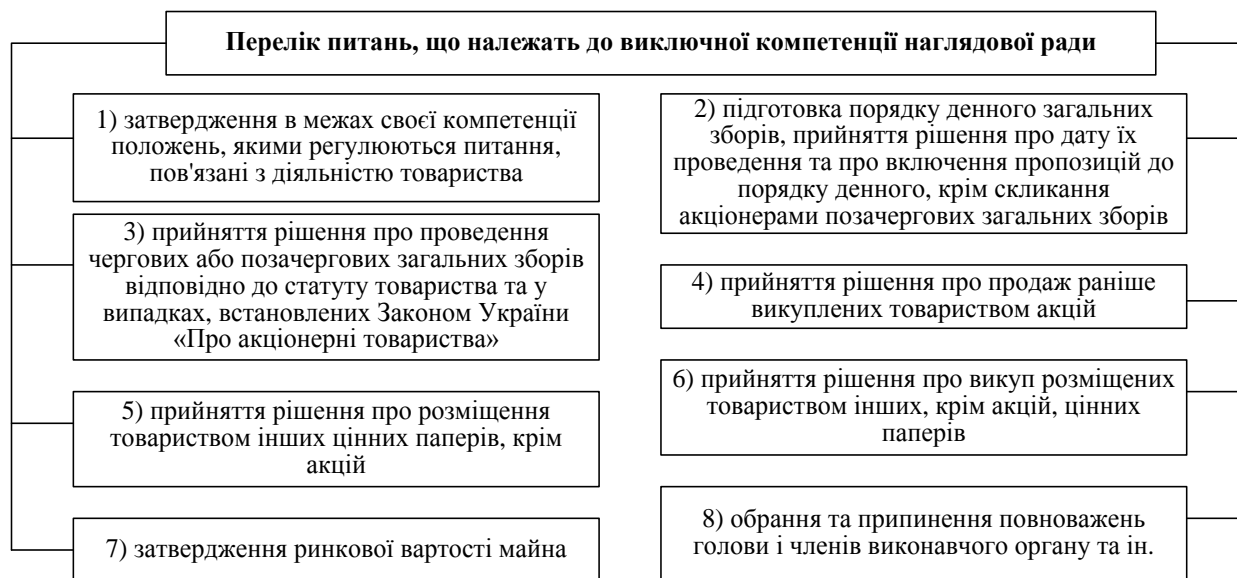 Перелік питань, що належать до виключної компетенції наглядової ради
1) затвердження в межах своєї компетенції
положень, якими регулюються питання,
пов'язані з діяльністю товариства
2) підготовка порядку денного загальних
зборів, прийняття рішення про дату їх
проведення та про включення пропозицій до
порядку денного, крім скликання
акціонерами позачергових загальних зборів
3) прийняття рішення про проведення
чергових або позачергових загальних зборів
відповідно до статуту товариства та у
випадках, встановлених Законом України
«Про акціонерні товариства»
4) прийняття рішення про продаж раніше
викуплених товариством акцій
5) прийняття рішення про розміщення
товариством інших цінних паперів, крім
акцій
6) прийняття рішення про викуп розміщених
товариством інших, крім акцій, цінних
паперів
7) затвердження ринкової вартості майна
8) обрання та припинення повноважень
голови і членів виконавчого органу та ін.